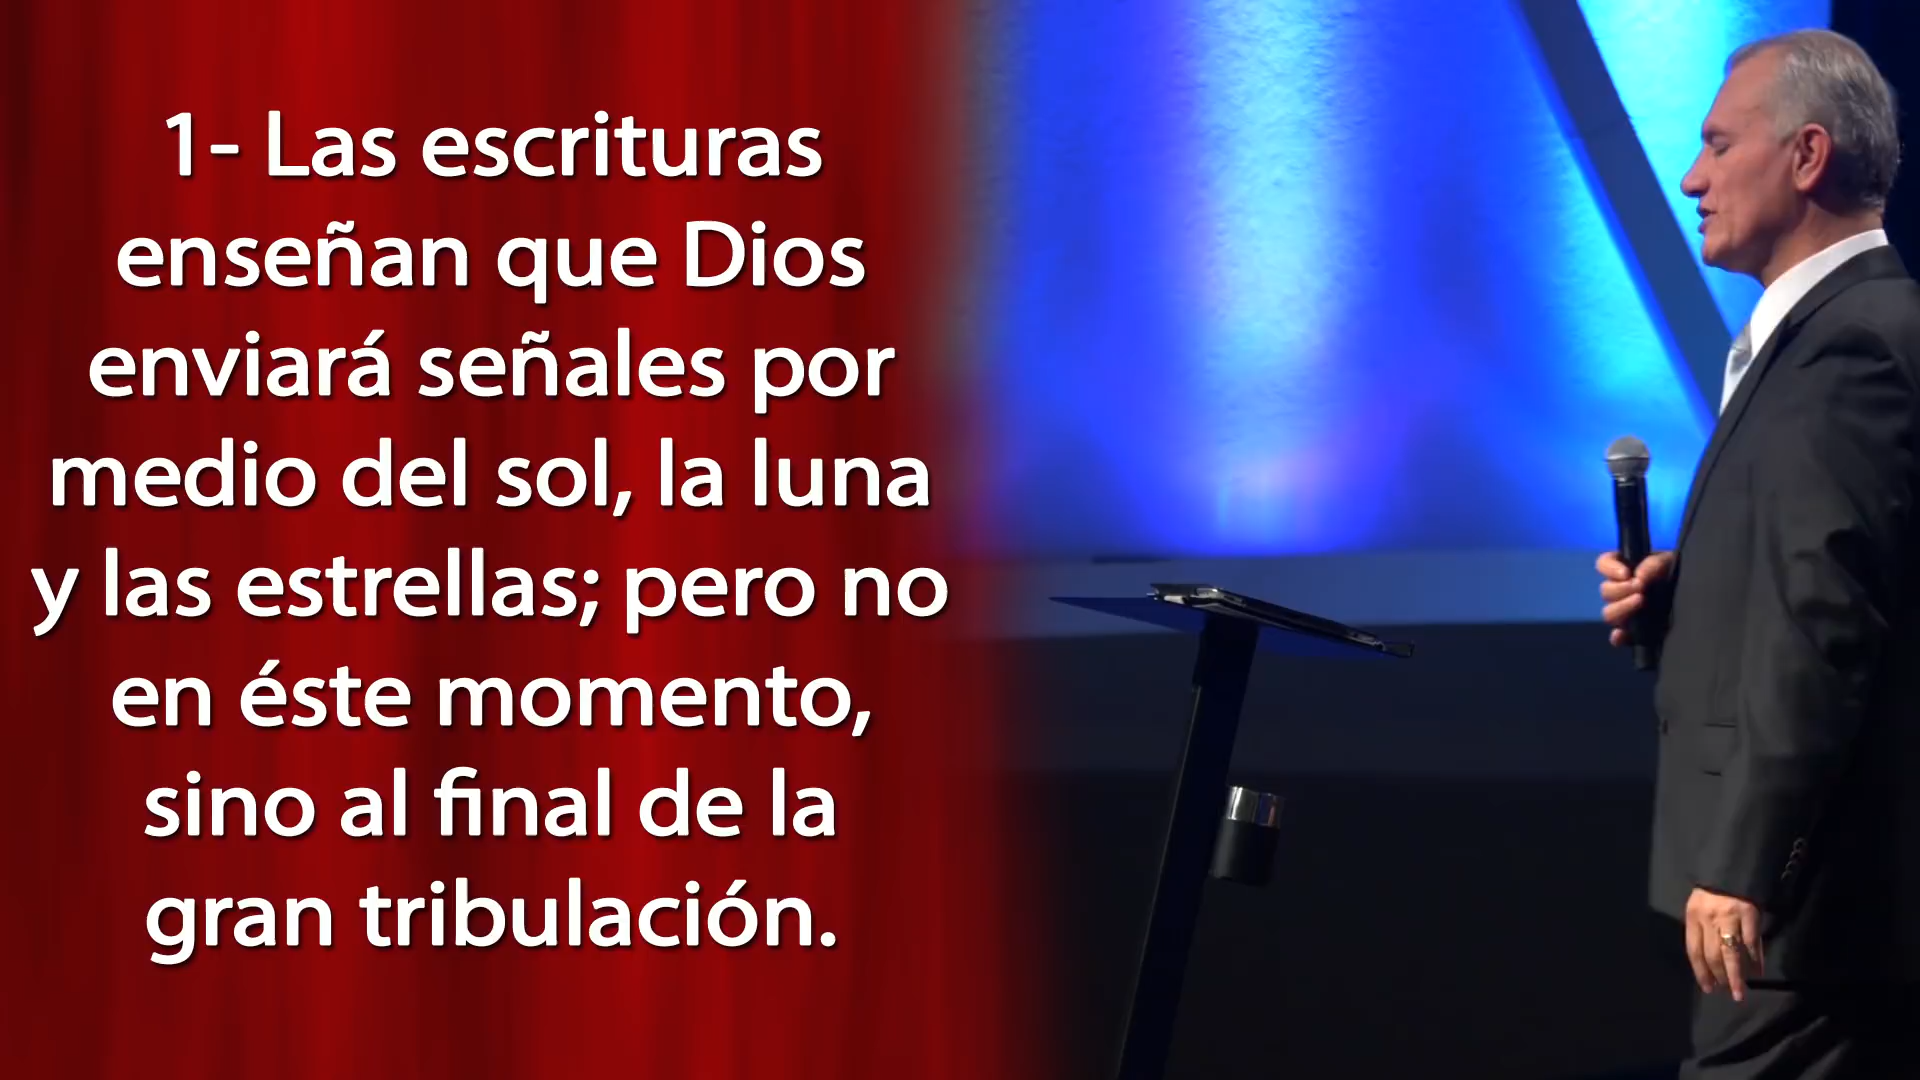 1- Las escrituras
enseñan que Dios
enviará señales por
medio del sol, la luna
y las estrellas; pero no
en éste momento,
sino al final de la
gran tribulación.